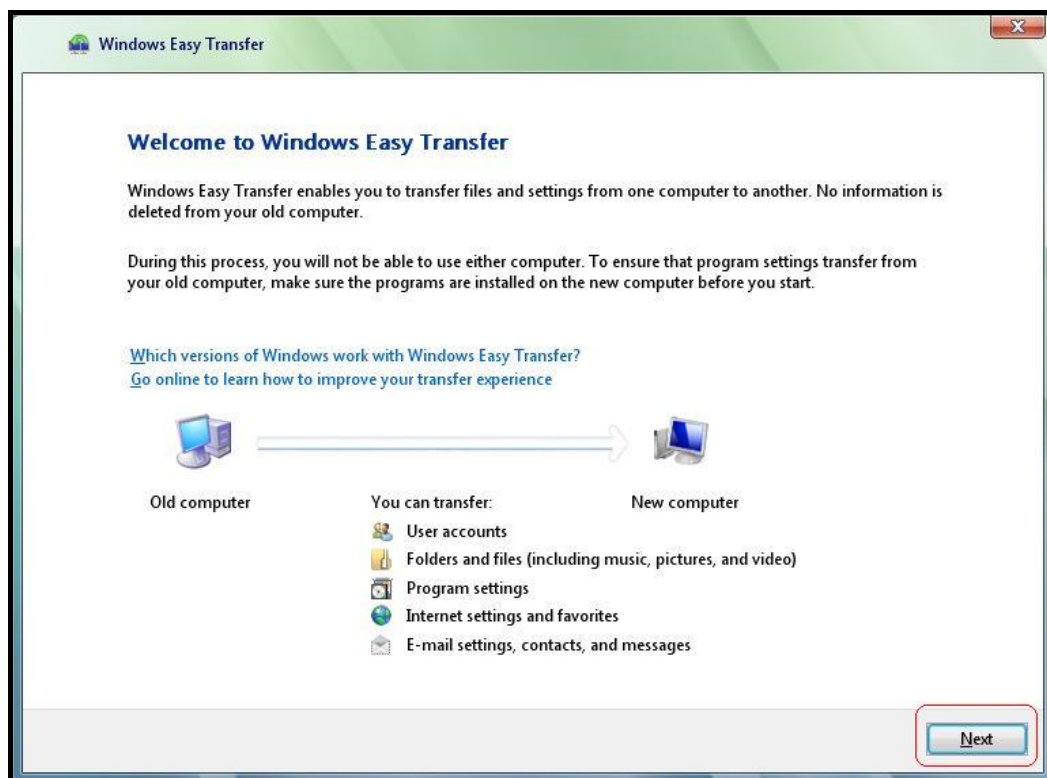 Windows Easy Transfer
Welcome to Windows Easy Transfer
Windows Easy Transfer enables you to transfer files and settings from one computer to another. No information is
deleted from your old computer.
During this process, you will not be able to use either computer. To ensure that program settings transfer from
your old computer, make sure the programs are installed on the new computer before you start.
Which versions of Windows work with Windows Easy Transfer?
Go online to learn how to improve your transfer experience
Old computer
You can transfer:
New computer
User accounts
Folders and files (including music, pictures, and video)
Program settings
Internet settings and favorites
E-mail settings, contacts, and messages
Next